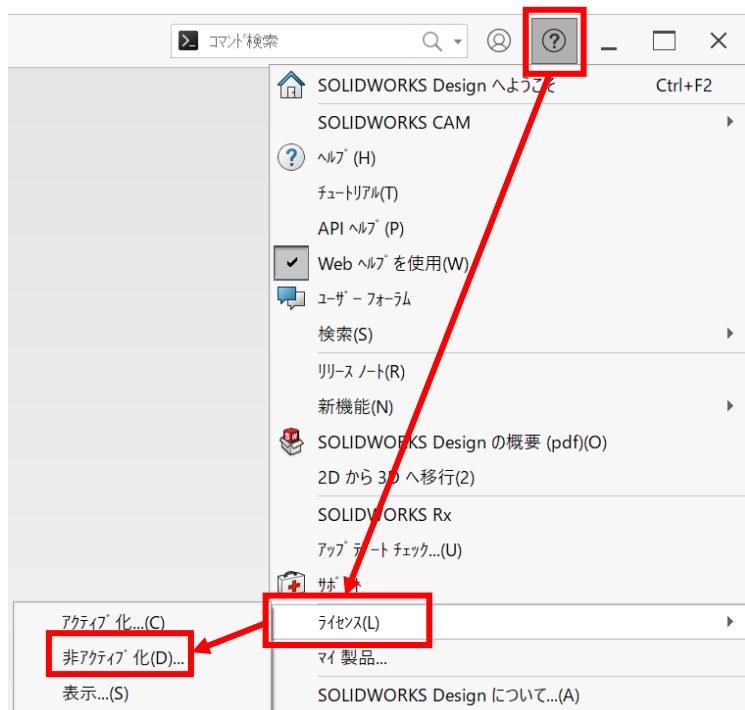 コマンド検索
?
SOLIDWORKS Design へようこそ Ctrl+F2
SOLIDWORKS CAM
? ヘルプ(H)
チュートリアル(T)
API ヘルプ(P)
Web ヘルプを使用(W)
ユーザー フォーラム
検索(S)
リリース ノート(R)
新機能(N)
SOLIDWORKS Design の概要 (pdf)(O)
2D から 3D へ移行(2)
SOLIDWORKS Rx
アップデート チェック...(U)
サポート
アクティブ化...(C)
ライセンス(L)
非アクティブ化(D)...
マイ 製品...
表示...(S)
SOLIDWORKS Design について...(A)